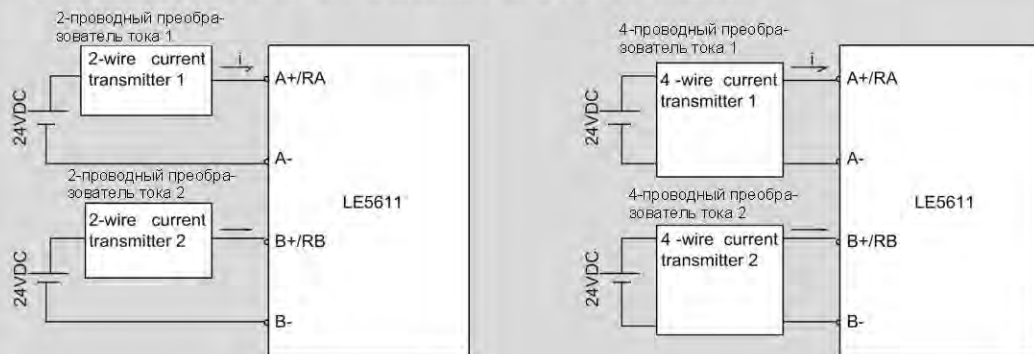 2-проводный преобра-
зователь тока 1
2-wire current
transmitter 1
i
A+/RA
24VDC
A-
2-проводный преобра-
зователь тока 2
2-wire current
transmitter 2
B+/RB
24VDC
B-
LE5611
4-проводный преобра-
зователь тока 1
4 -wire current
transmitter 1
i
A+/RA
24VDC
A-
4-проводный преобра-
зователь тока 2
4 -wire current
transmitter 2
B+/RB
24VDC
B-
LE5611